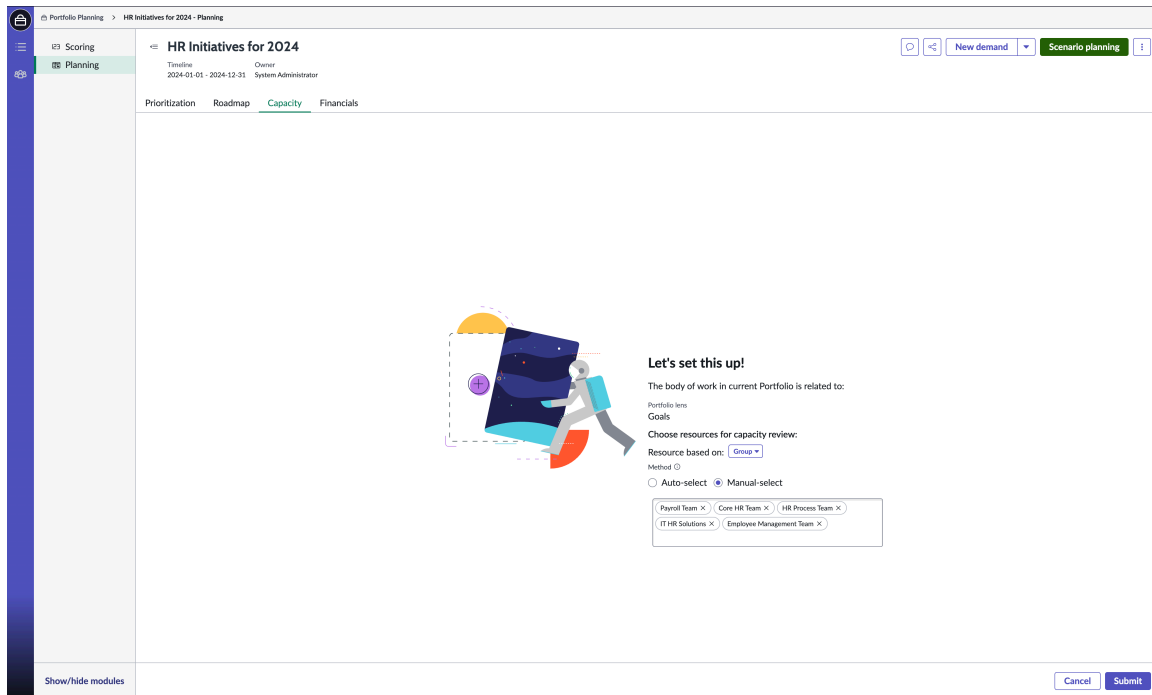 Portfolio Planning > HR Initiatives for 2024 - Planning
Scoring
Planning
HR Initiatives for 2024
New demand
Scenario planning
Timeline
Owner
2024-01-01 - 2024-12-31
System Administrator
Prioritization
Roadmap
Capacity
Financials
Let's set this up!
The body of work in current Portfolio is related to:
Portfolio lens
Goals
Choose resources for capacity review:
Resource based on: Group
Method
Auto-select
Manual-select
Payroll Team × Core HR Team × HR Process Team ×
IT HR Solutions × Employee Management Team ×
Show/hide modules
Cancel
Submit